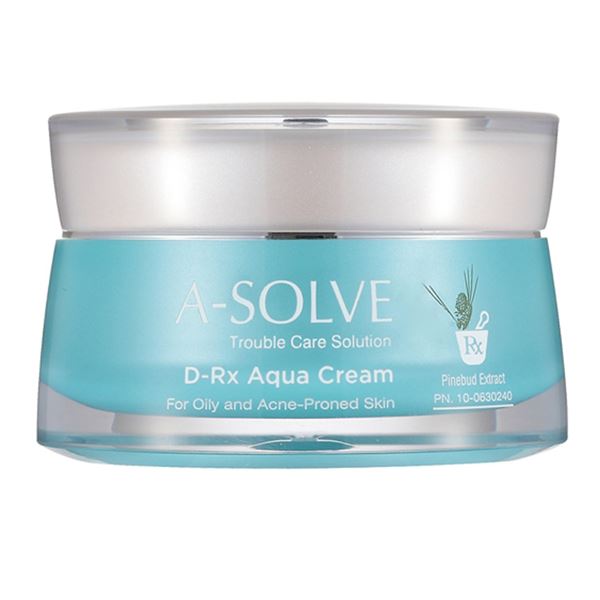 A-SOLVE
Trouble Care Solution
D-Rx Aqua Cream
For Oily and Acne-Proned Skin
Rx
Pinebud Extract
PN. 10-0630240